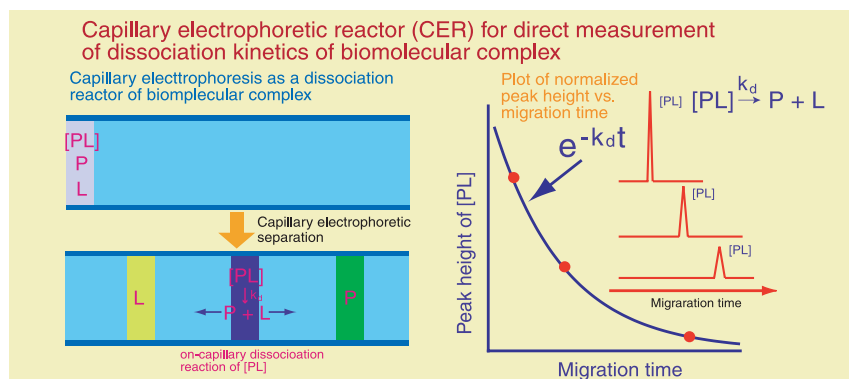 Capillary electrophoretic reactor (CER) for direct measurement
of dissociation kinetics of biomolecular complex
Capillary electtrophoresis as a dissociation
reactor of biomplecular complex
[PL]
P
L
Capillary electrophoretic
separation
L
[PL]
↓kd
P + L
P
on-capillary dissocioation
reaction of [PL]
Plot of normalized
peak height vs.
migration time
e-kdt
[PL]
[PL] kd→ P + L
[PL]
[PL]
Migraration time
Peak height of [PL]
Migration time